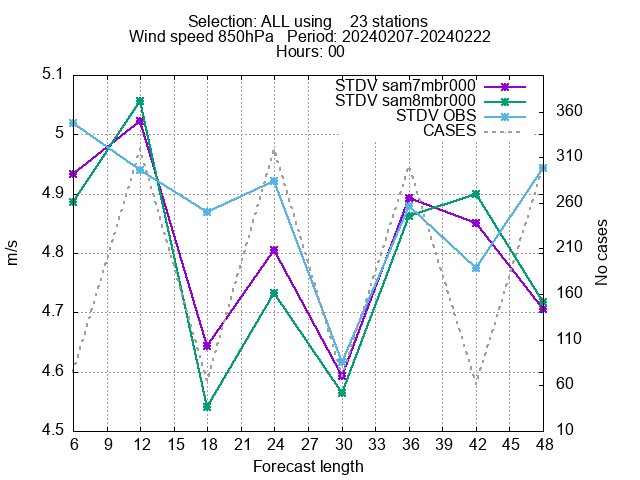 Selection: ALL using 23 stations
Wind speed 850hPa Period: 20240207-20240222
Hours: 00
STDV sam7mbr000
STDV sam8mbr000
STDV OBS
CASES
5.1
5
4.9
4.8
4.7
4.6
4.5
m/s
360
310
260
210
160
110
60
10
No cases
6 9 12 15 18 21 24 27 30 33 36 39 42 45 48
Forecast length